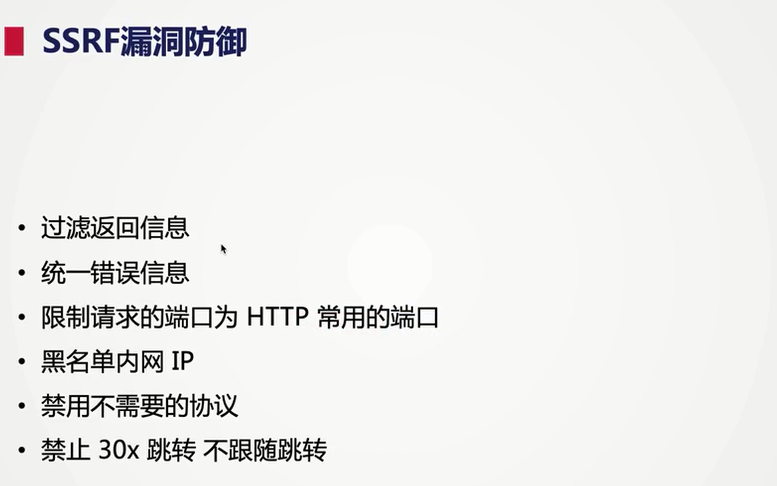 SSRF漏洞防御
• 过滤返回信息
• 统一错误信息
• 限制请求的端口为 HTTP 常用的端口
• 黑名单内网 IP
• 禁用不需要的协议
• 禁止 30x 跳转 不跟随跳转